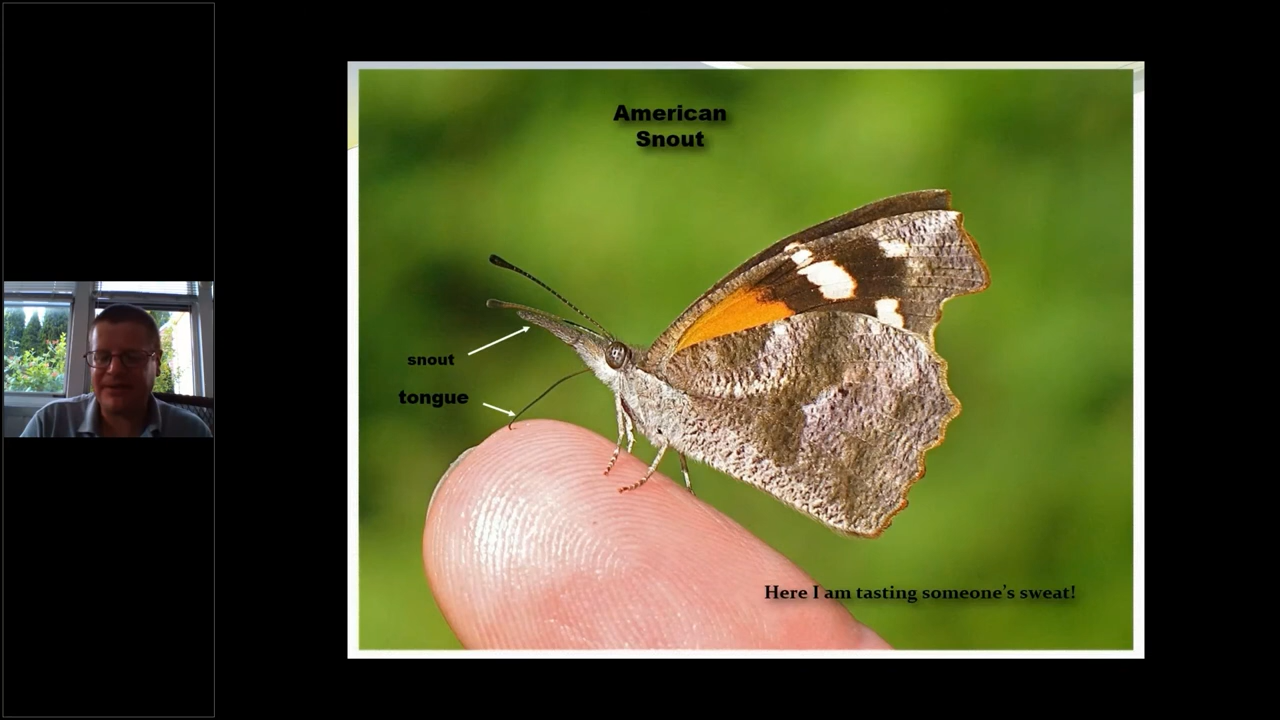 American
Snout
snout
tongue
Here I am tasting someone's sweat!